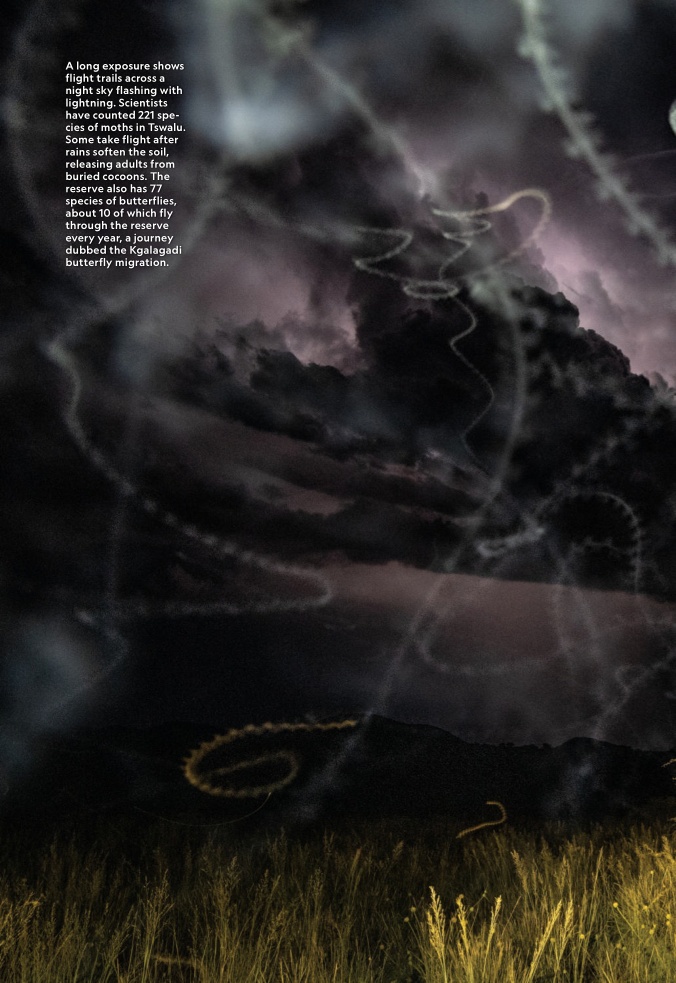 A long exposure shows
flight trails across a
night sky flashing with
lightning. Scientists
have counted 221 spe-
cies of moths in Tswalu.
Some take flight after
rains soften the soil,
releasing adults from
buried cocoons. The
reserve also has 77
species of butterflies,
about 10 of which fly
through the reserve
every year, a journey
dubbed the Kgalagadi
butterfly migration.